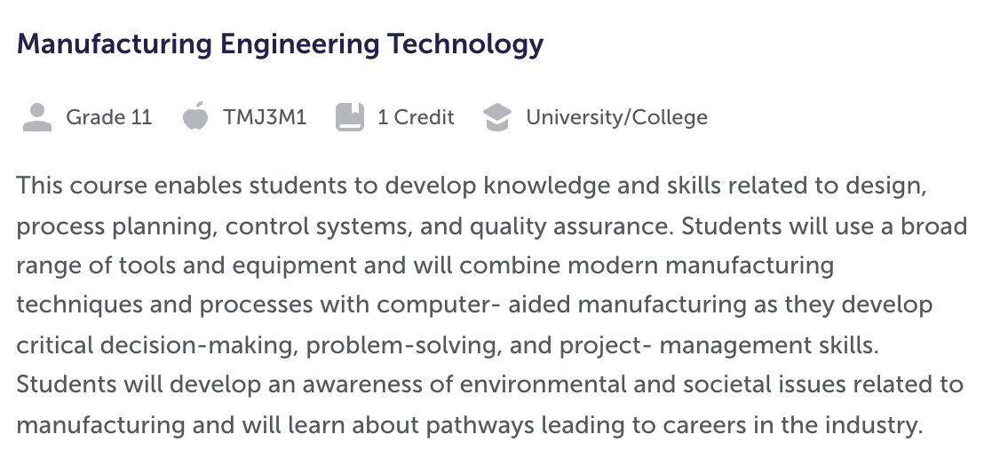 Manufacturing Engineering Technology
Grade 11 TMJ3M1 1 Credit University/College
This course enables students to develop knowledge and skills related to design,
process planning, control systems, and quality assurance. Students will use a broad
range of tools and equipment and will combine modern manufacturing
techniques and processes with computer- aided manufacturing as they develop
critical decision-making, problem-solving, and project- management skills.
Students will develop an awareness of environmental and societal issues related to
manufacturing and will learn about pathways leading to careers in the industry.